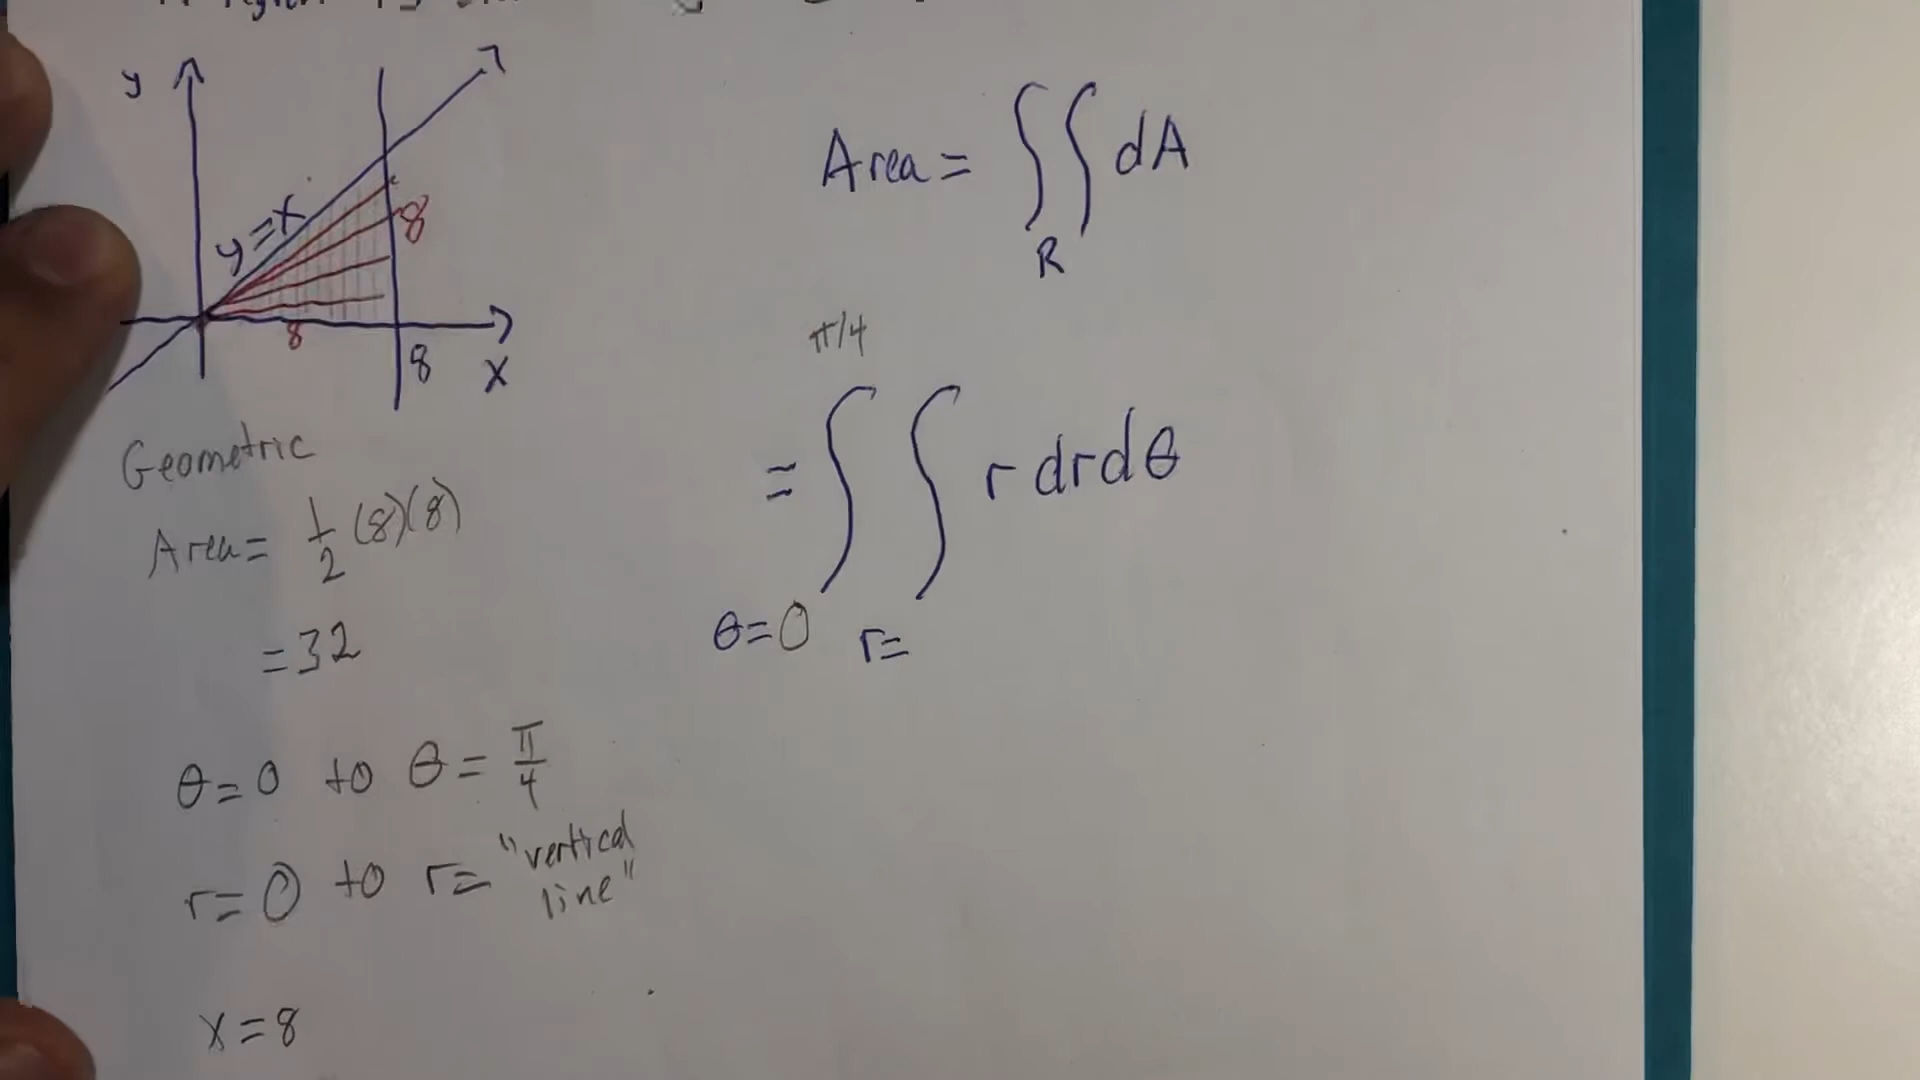 region
y
y=x
8
8
8
x
Geometric
Area = 1/2 (8)(8)
= 32
θ = 0 to θ = π/4
r = 0 to r = "vertical
line"
x = 8
Area = ∫∫ dA
R
π/4
= ∫ ∫ r dr dθ
θ = 0 r =